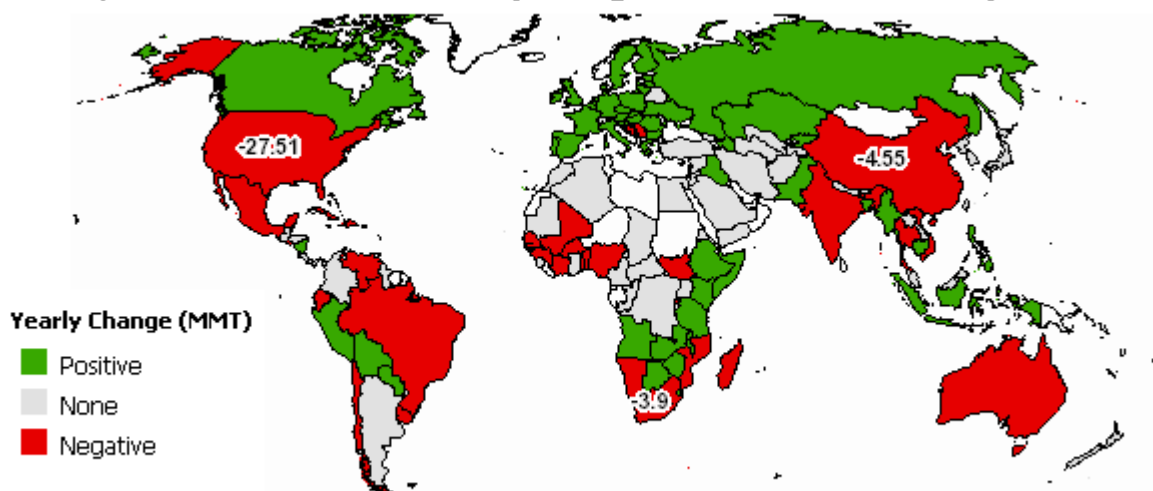 -27.51
-4.55
-3.9
Yearly Change (MMT)
Positive
None
Negative